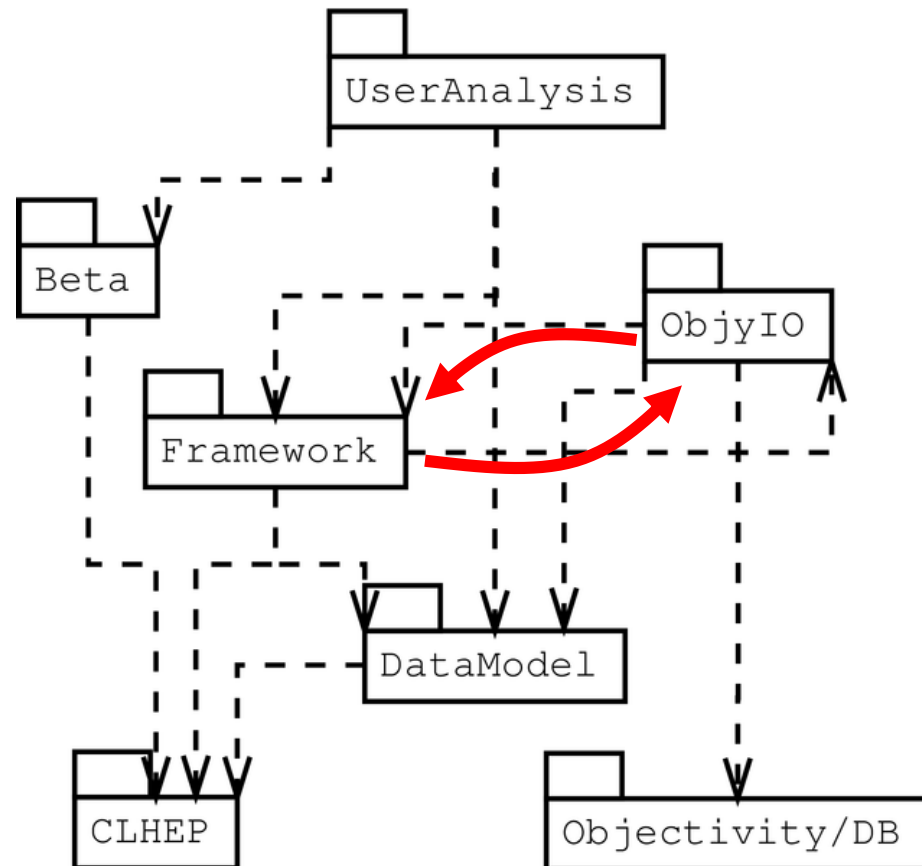 UserAnalysis
Beta
ObjyIO
Framework
DataModel
CLHEP
Objectivity/DB